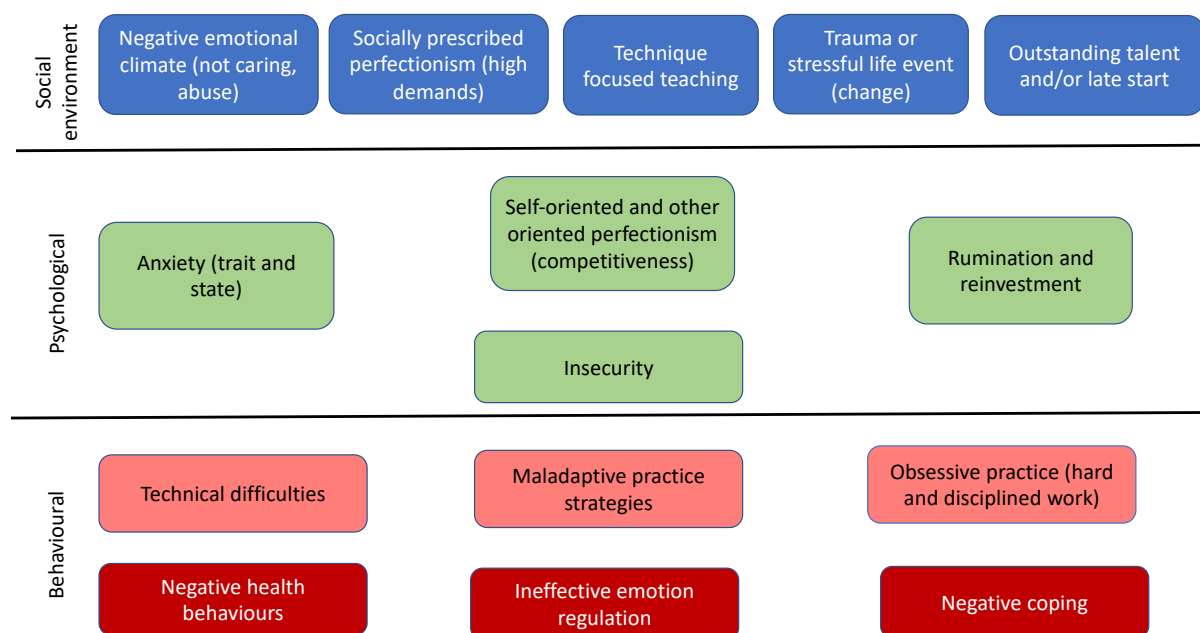 Social
environment
Negative emotional
climate (not caring,
abuse)
Socially prescribed
perfectionism (high
demands)
Technique
focused teaching
Trauma or
stressful life event
(change)
Outstanding talent
and/or late start
Psychological
Anxiety (trait and
state)
Self-oriented and other
oriented perfectionism
(competitiveness)
Rumination and
reinvestment
Insecurity
Behavioural
Technical difficulties
Maladaptive practice
strategies
Obsessive practice (hard
and disciplined work)
Negative health
behaviours
Ineffective emotion
regulation
Negative coping